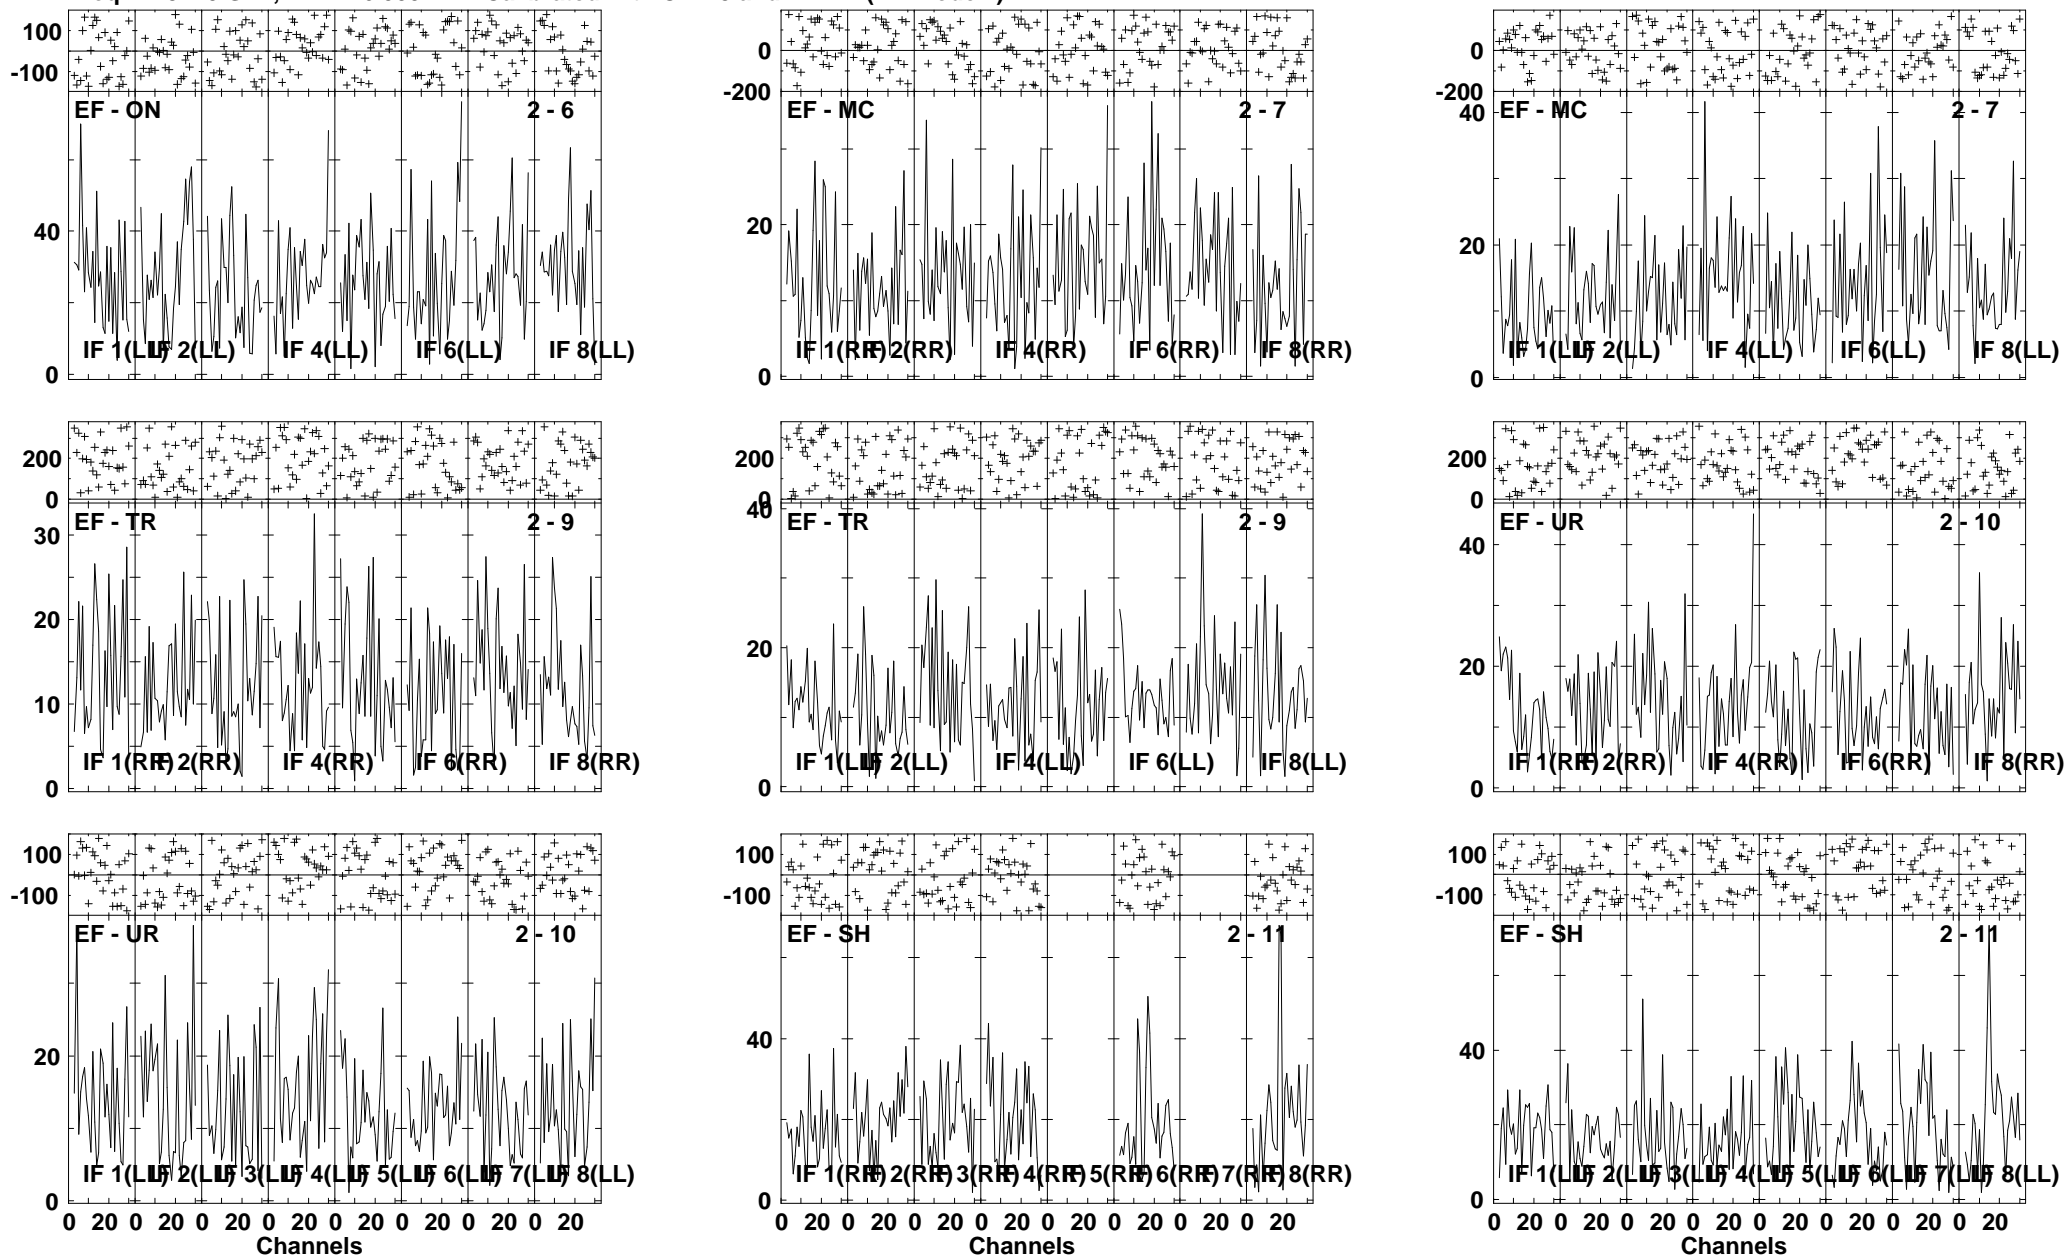 100
-100
EF - ON 2 - 6
40
0
IF 1(LL) IF 2(LL) IF 4(LL) IF 6(LL) IF 8(LL)
0
-200
EF - MC 2 - 7
20
0
IF 1(RR) IF 2(RR) IF 4(RR) IF 6(RR) IF 8(RR)
0
-200
40
EF - MC 2 - 7
20
0
IF 1(LL) IF 2(LL) IF 4(LL) IF 6(LL) IF 8(LL)
200
0
EF - TR 2 - 9
30
20
10
0
IF 1(RR) IF 2(RR) IF 4(RR) IF 6(RR) IF 8(RR)
200
0
40
EF - TR 2 - 9
20
0
IF 1(LL) IF 2(LL) IF 4(LL) IF 6(LL) IF 8(LL)
200
0
EF - UR 2 - 10
40
20
0
IF 1(RR) IF 2(RR) IF 4(RR) IF 6(RR) IF 8(RR)
100
-100
EF - UR 2 - 10
20
0
IF 1(LL) IF 2(LL) IF 3(LL) IF 4(LL) IF 5(LL) IF 6(LL) IF 7(LL) IF 8(LL)
0 20 0 20 0 20 0 20 0 20 0 20 0 20 0 20
Channels
100
-100
EF - SH 2 - 11
40
0
IF 1(RR) IF 2(RR) IF 3(RR) IF 4(RR) IF 5(RR) IF 6(RR) IF 7(RR) IF 8(RR)
0 20 0 20 0 20 0 20 0 20 0 20 0 20 0 20
Channels
100
-100
EF - SH 2 - 11
40
0
IF 1(LL) IF 2(LL) IF 3(LL) IF 4(LL) IF 5(LL) IF 6(LL) IF 7(LL) IF 8(LL)
0 20 0 20 0 20 0 20 0 20 0 20 0 20 0 20
Channels